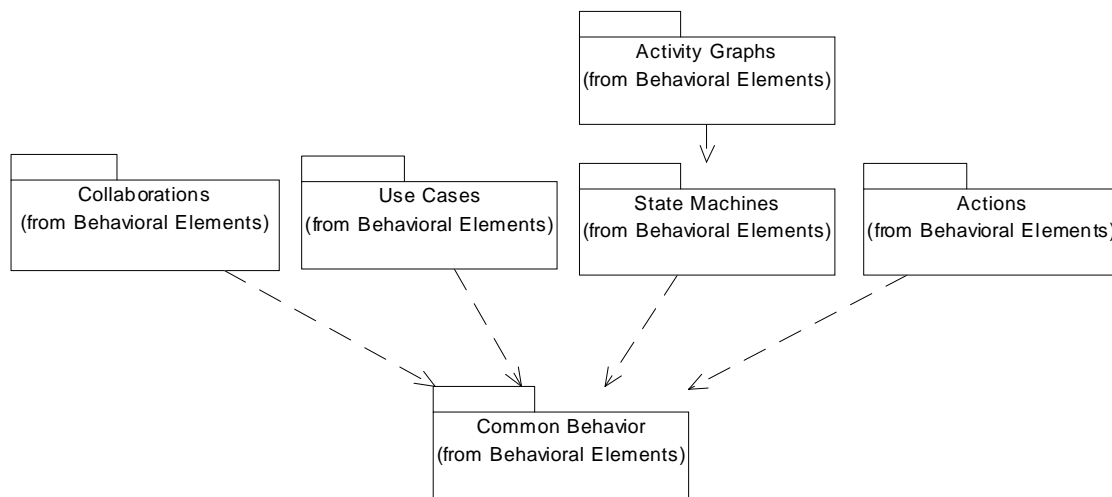 Activity Graphs
(from Behavioral Elements)
Collaborations
(from Behavioral Elements)
Use Cases
(from Behavioral Elements)
State Machines
(from Behavioral Elements)
Actions
(from Behavioral Elements)
Common Behavior
(from Behavioral Elements)